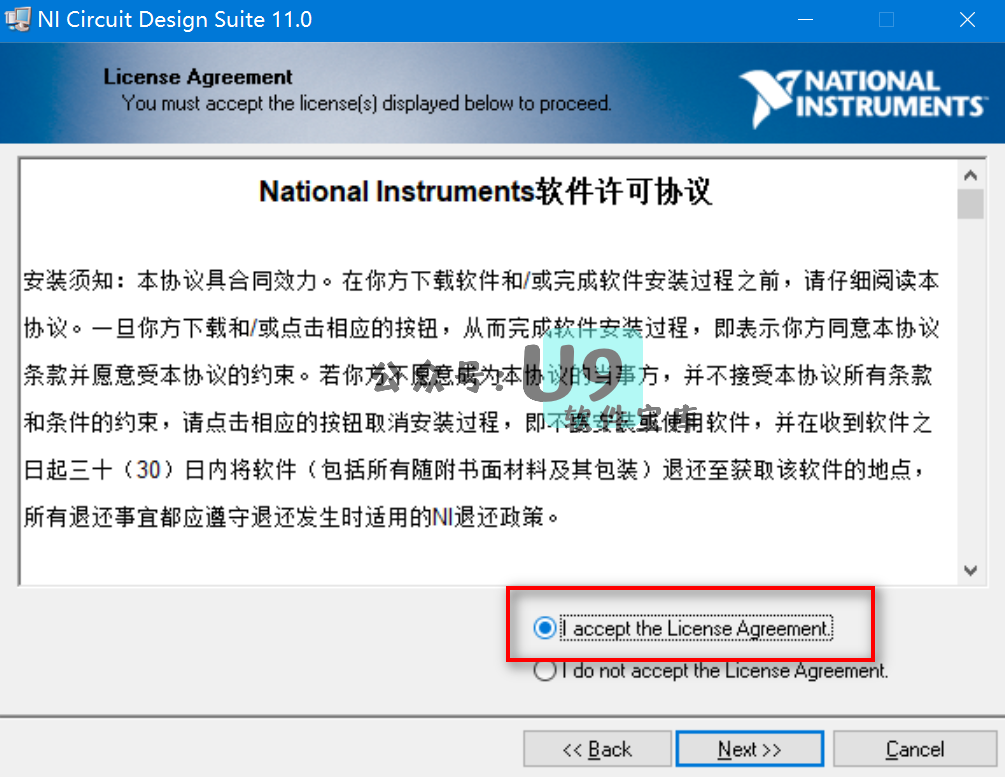 NI Circuit Design Suite 11.0
License Agreement
You must accept the license(s) displayed below to proceed.
NATIONAL
INSTRUMENTS
National Instruments软件许可协议
安装须知：本协议具合同效力。在你方下载软件和/或完成软件安装过程之前，请仔细阅读本
协议。一旦你方下载和/或点击相应的按钮，从而完成软件安装过程，即表示你方同意本协议
条款并愿意受本协议的约束。若你方不愿意成为本协议的当事方，并不接受本协议所有条款
和条件的约束，请点击相应的按钮取消安装过程，即不要安装或使用软件，并在收到软件之
日起三十（30）日内将软件（包括所有随附书面材料及其包装）退还至获取该软件的地点，
所有退还事宜都应遵守退还发生时适用的NI退还政策。
公众号：U9
软件宝库
I accept the License Agreement.
I do not accept the License Agreement.
<< Back
Next >>
Cancel